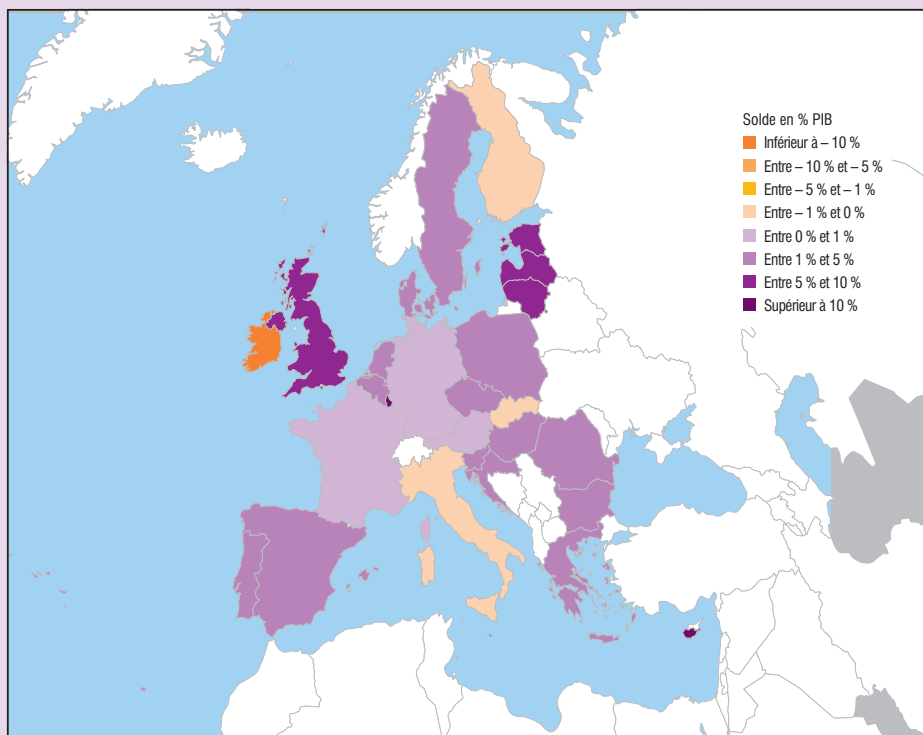 Solde en % PIB
Inférieur à – 10 %
Entre – 10 % et – 5 %
Entre – 5 % et – 1 %
Entre – 1 % et 0 %
Entre 0 % et 1 %
Entre 1 % et 5 %
Entre 5 % et 10 %
Supérieur à 10 %